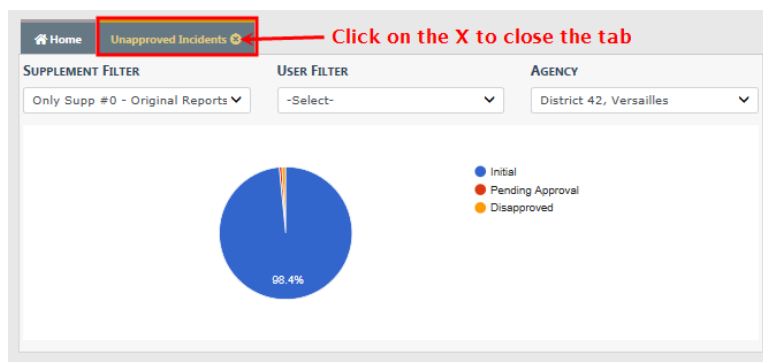 Home
Unapproved Incidents
Click on the X to close the tab
SUPPLEMENT FILTER
USER FILTER
AGENCY
Only Supp #0 - Original Reports
-Select-
District 42, Versailles
Initial
Pending Approval
Disapproved
98.4%